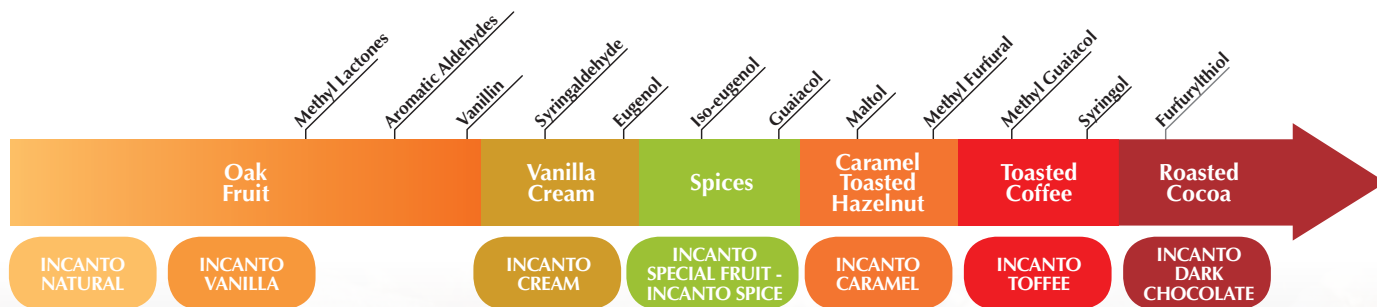 Methyl Lactones
Aromatic Aldehydes
Vanillin
Syringaldehyde
Eugenol
Iso-eugenol
Guaiacol
Maltol
Methyl Furfural
Methyl Guaiacol
Syringol
Furfurylthiol
Oak
Fruit
Vanilla
Cream
Spices
Caramel
Toasted
Hazelnut
Toasted
Coffee
Roasted
Cocoa
INCANTO
NATURAL
INCANTO
VANILLA
INCANTO
CREAM
INCANTO
SPECIAL FRUIT -
INCANTO SPICE
INCANTO
CARAMEL
INCANTO
TOFFEE
INCANTO
DARK
CHOCOLATE